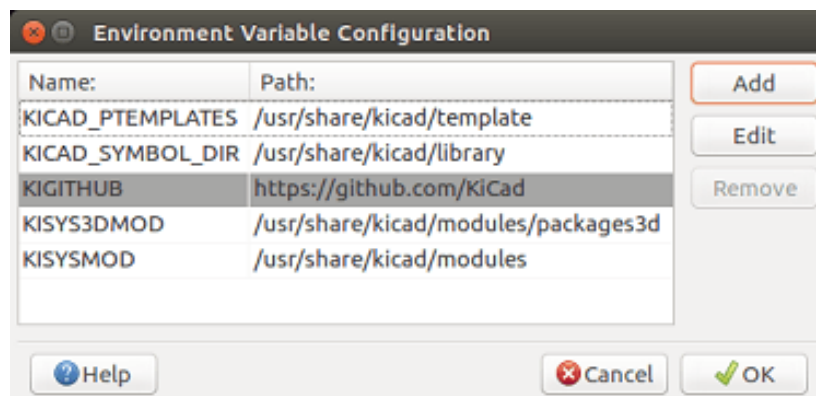 Environment Variable Configuration
Name: Path:
KICAD_PTEMPLATES /usr/share/kicad/template
KICAD_SYMBOL_DIR /usr/share/kicad/library
KIGITHUB https://github.com/KiCad
KISYS3DMOD /usr/share/kicad/modules/packages3d
KISYSMOD /usr/share/kicad/modules
Add
Edit
Remove
Help Cancel OK